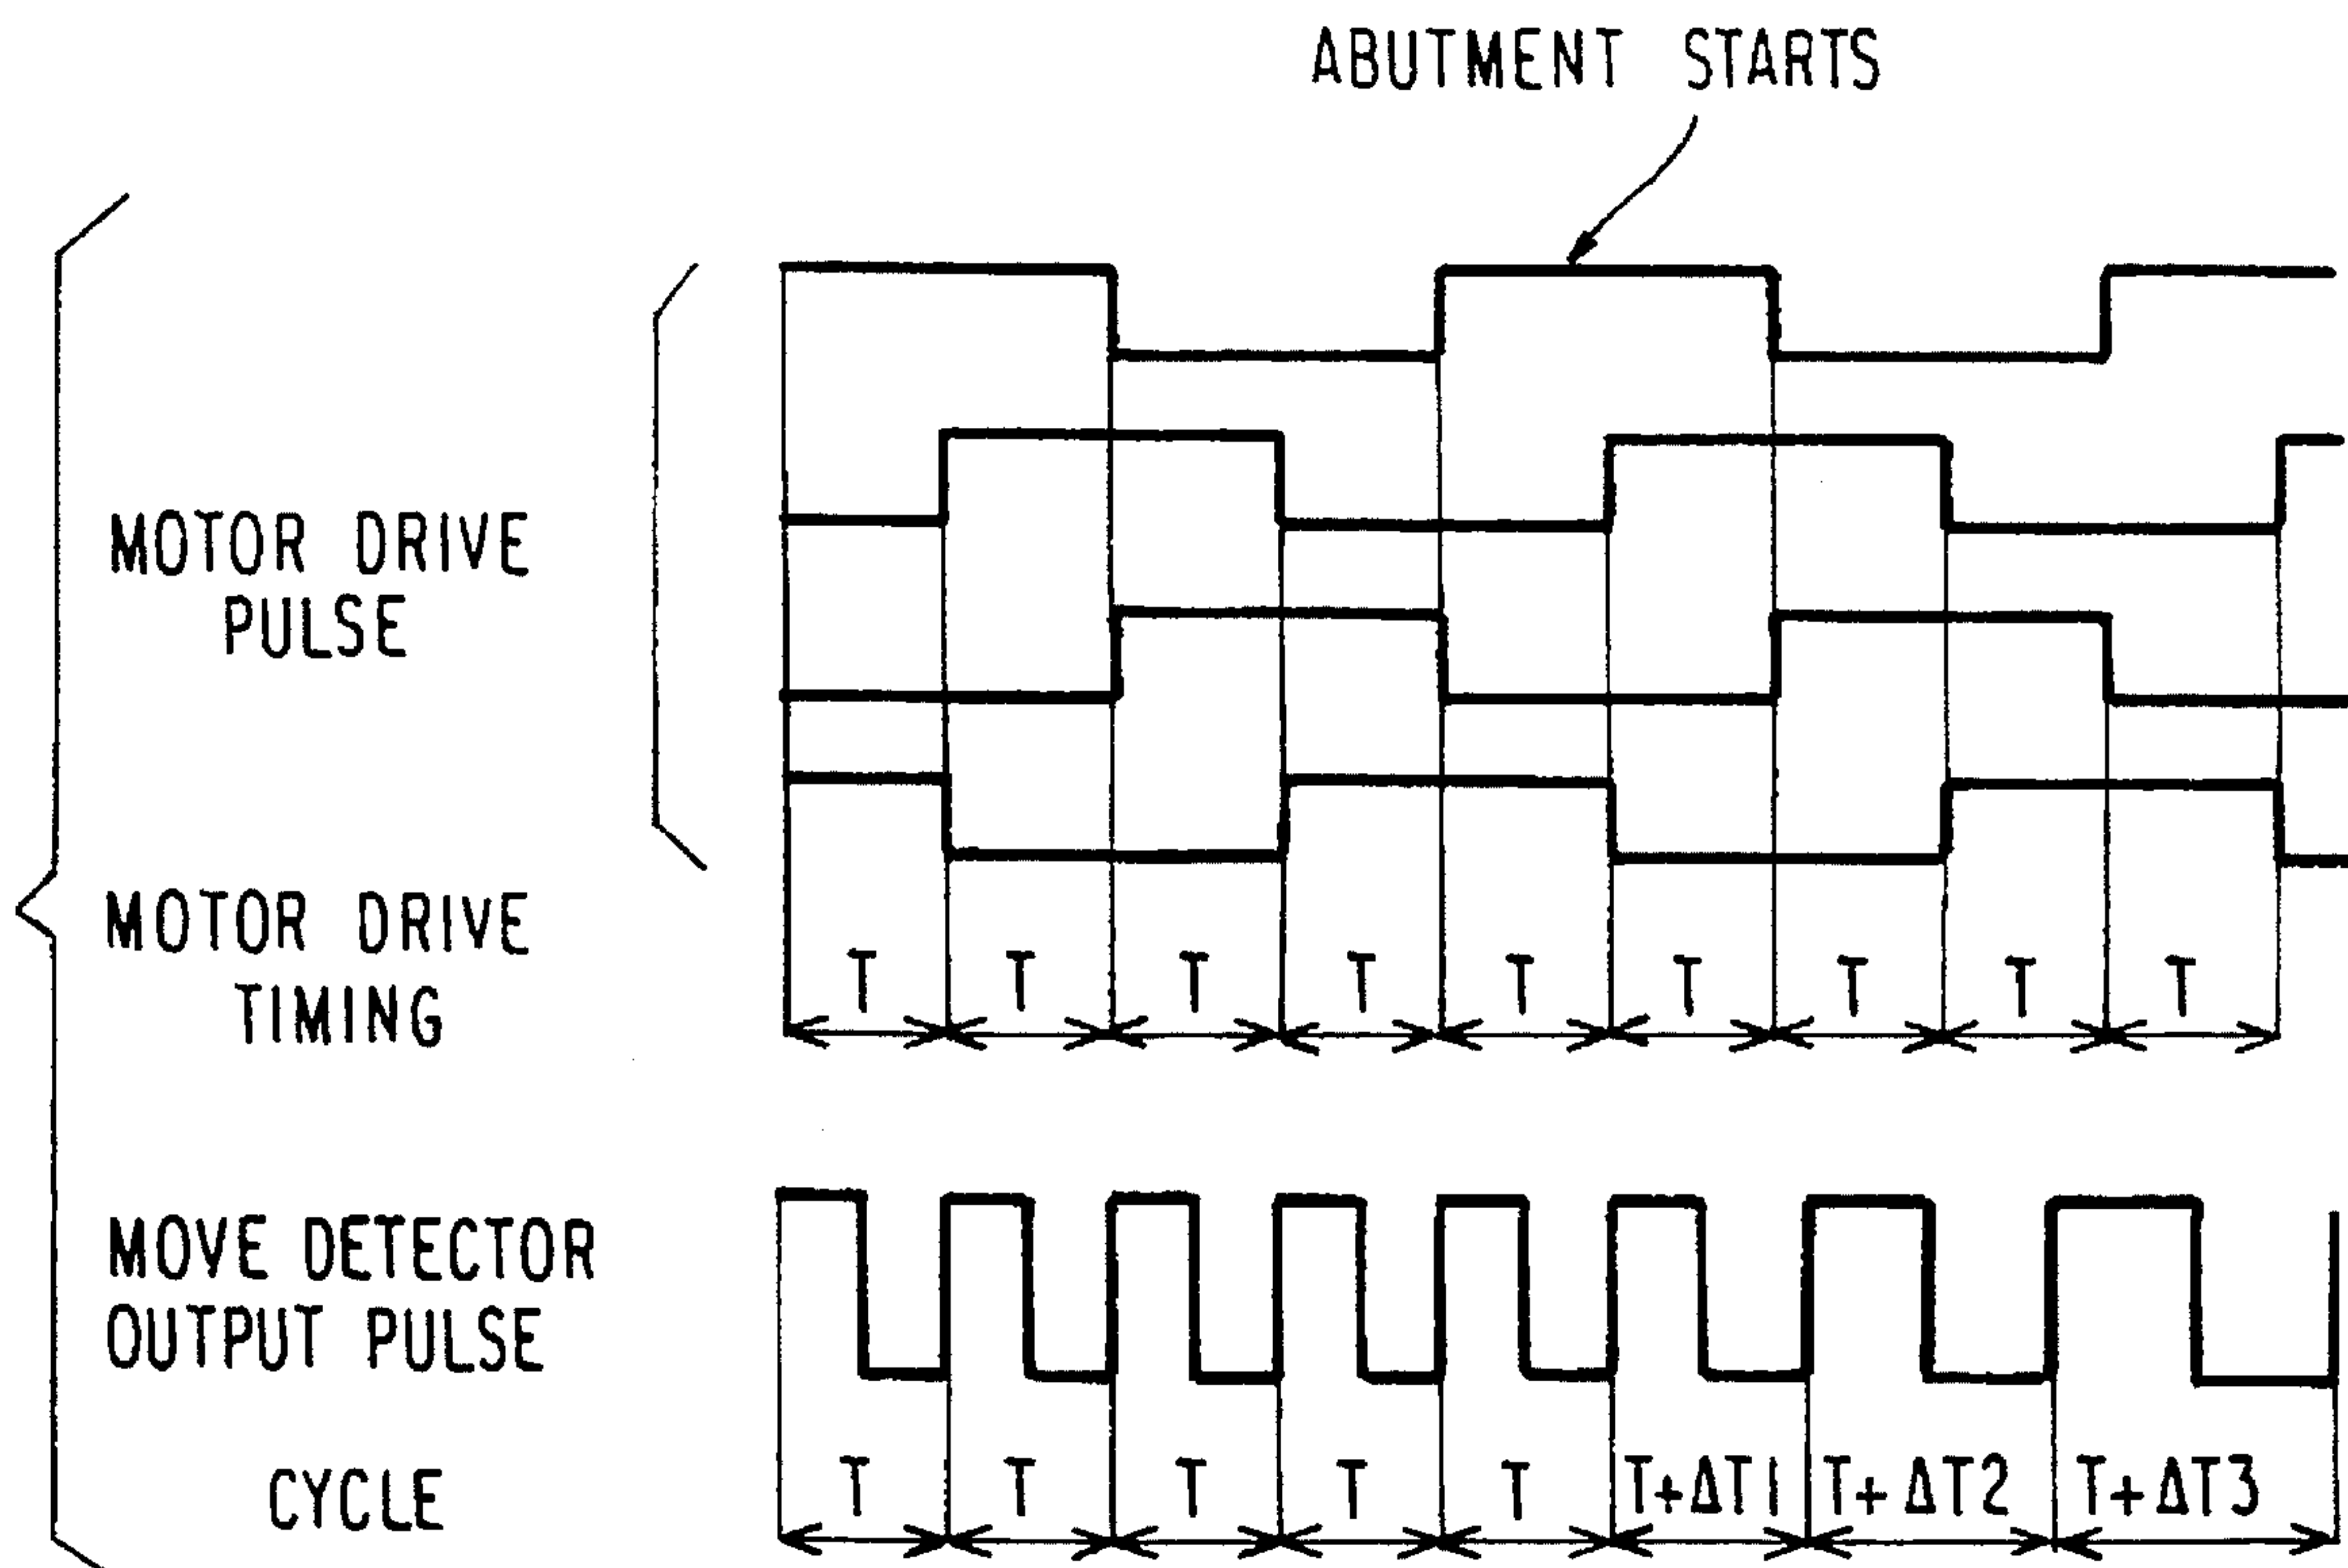 ABUTMENT STARTS
MOTOR DRIVE
PULSE
MOTOR DRIVE
TIMING
T T T T T T T T T
MOVE DETECTOR
OUTPUT PULSE
CYCLE
T T T T T T+ΔT1 T+ΔT2 T+ΔT3